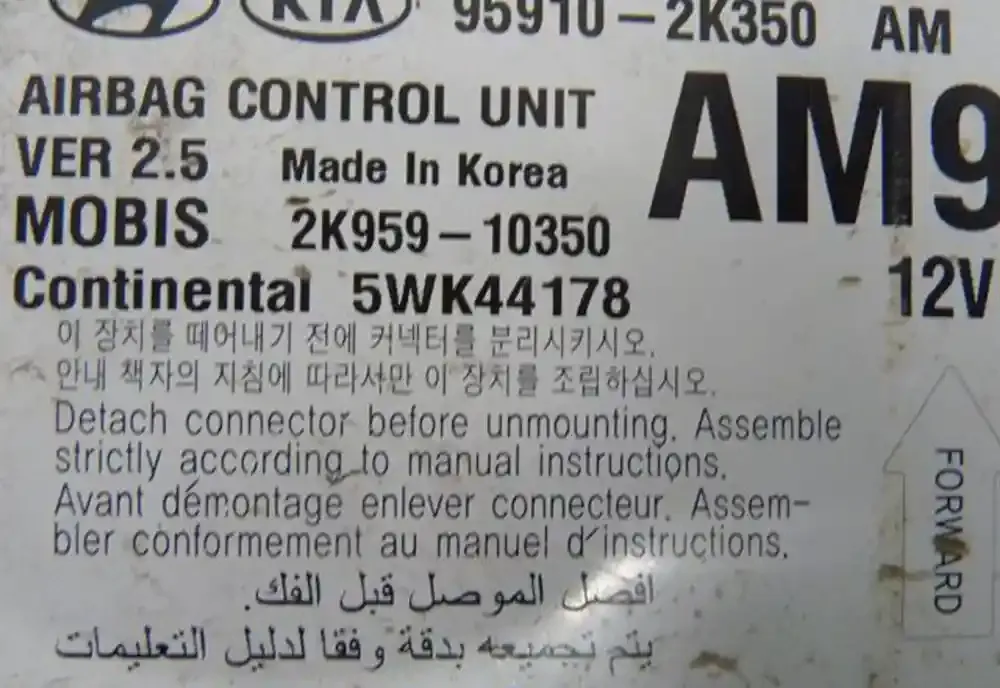 KIA 95910-2K350 AM
AIRBAG CONTROL UNIT
AM9
VER 2.5 Made In Korea
MOBIS 2K959-10350
12V
Continental 5WK44178
이 장치를 떼어내기 전에 커넥터를 분리시키시오.
안내 책자의 지침에 따라서만 이 장치를 조립하십시오.
Detach connector before unmounting. Assemble
strictly according to manual instructions.
Avant démontage enlever connecteur. Assem-
bler conformement au manuel d'instructions.
افصل الموصل قبل الفك.
يتم تجميعه بدقة وفقا لدليل التعليمات
FORWARD